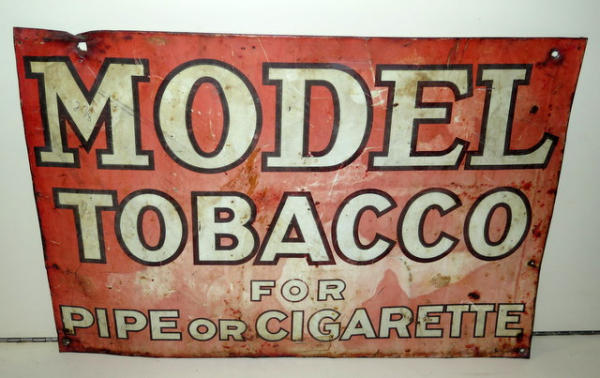 MODEL
TOBACCO
FOR
PIPE OR CIGARETTE